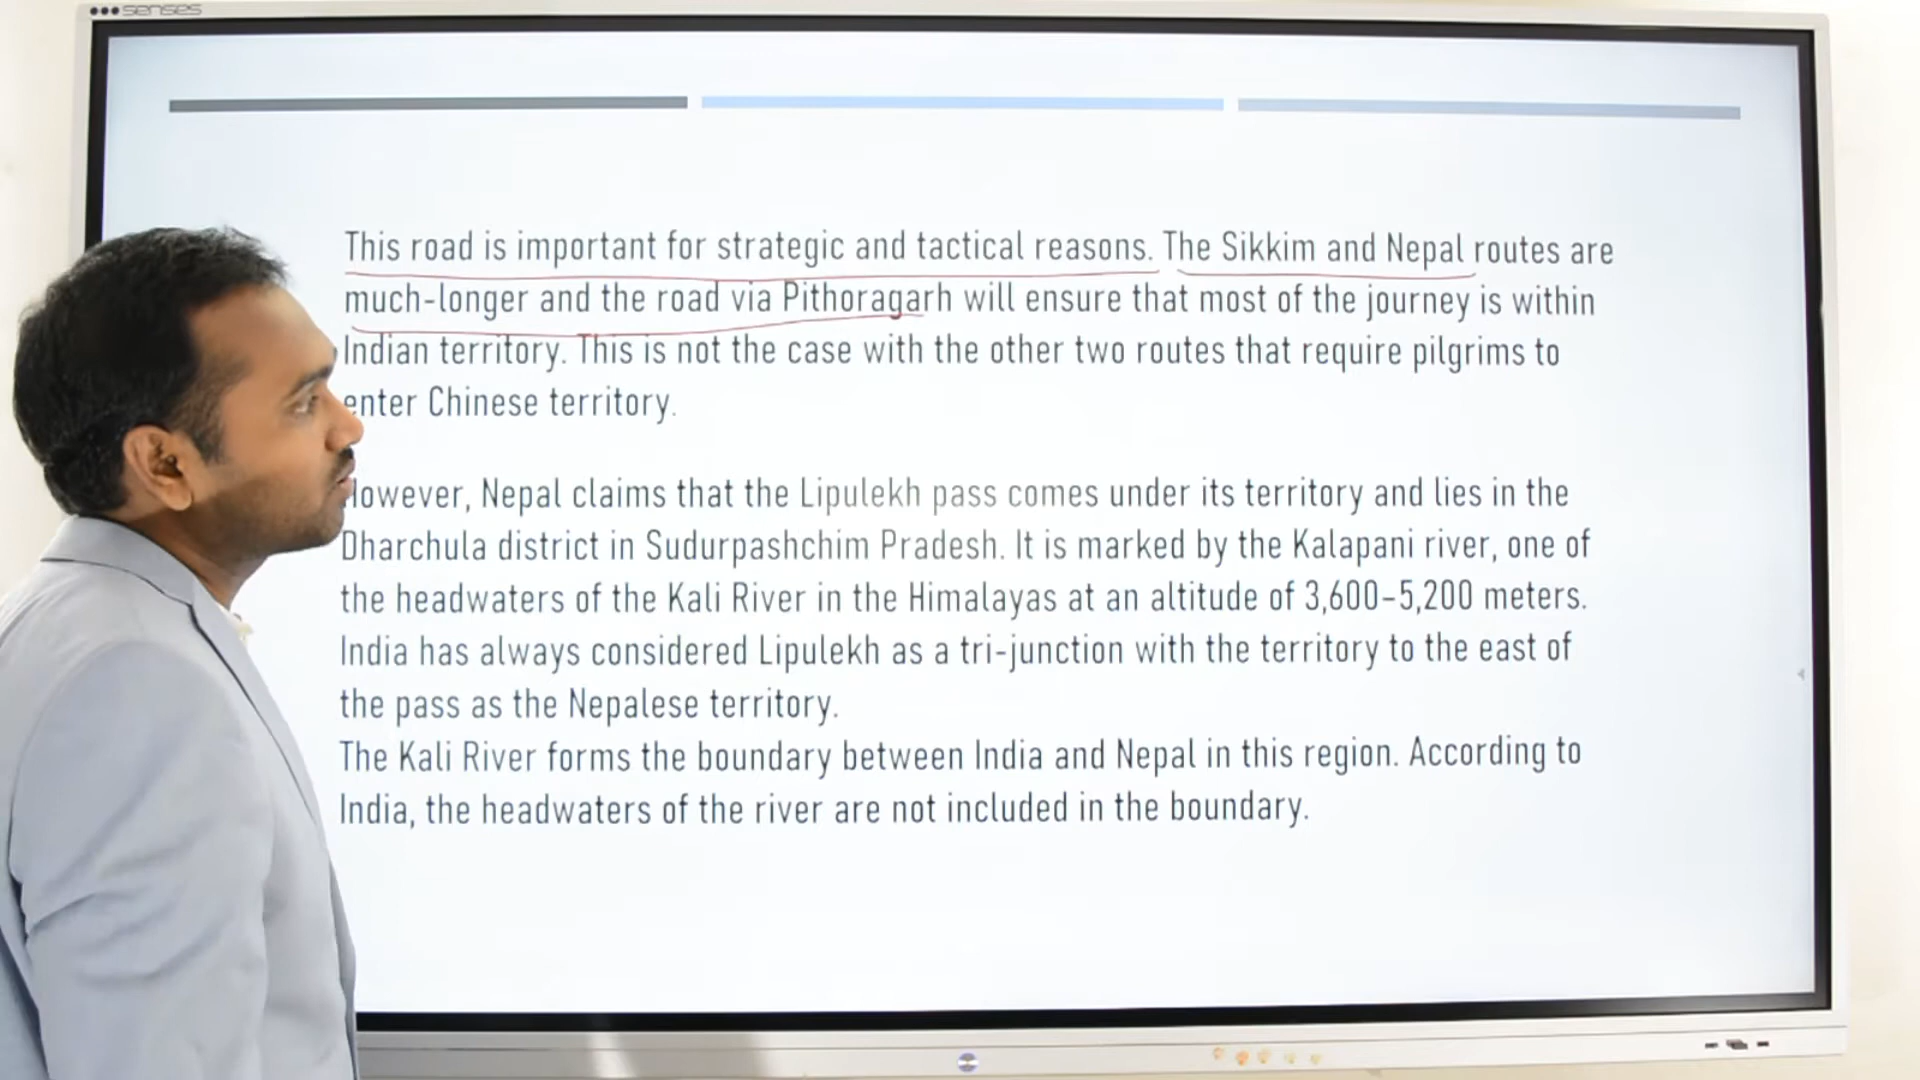 senses
This road is important for strategic and tactical reasons. The Sikkim and Nepal routes are
much-longer and the road via Pithoragarh will ensure that most of the journey is within
Indian territory. This is not the case with the other two routes that require pilgrims to
enter Chinese territory.
However, Nepal claims that the Lipulekh pass comes under its territory and lies in the
Dharchula district in Sudurpashchim Pradesh. It is marked by the Kalapani river, one of
the headwaters of the Kali River in the Himalayas at an altitude of 3,600-5,200 meters.
India has always considered Lipulekh as a tri-junction with the territory to the east of
the pass as the Nepalese territory.
The Kali River forms the boundary between India and Nepal in this region. According to
India, the headwaters of the river are not included in the boundary.